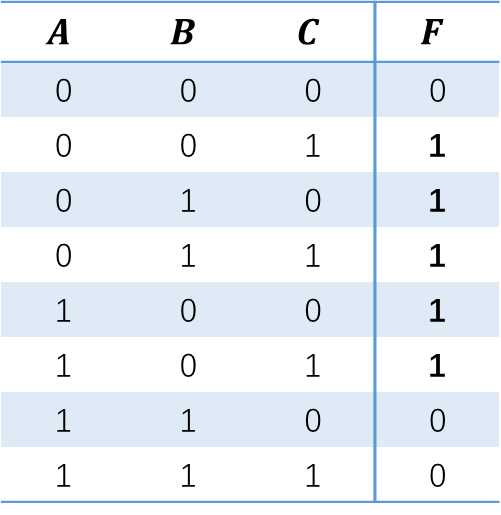 A B C F
0 0 0 0
0 0 1 1
0 1 0 1
0 1 1 1
1 0 0 1
1 0 1 1
1 1 0 0
1 1 1 0